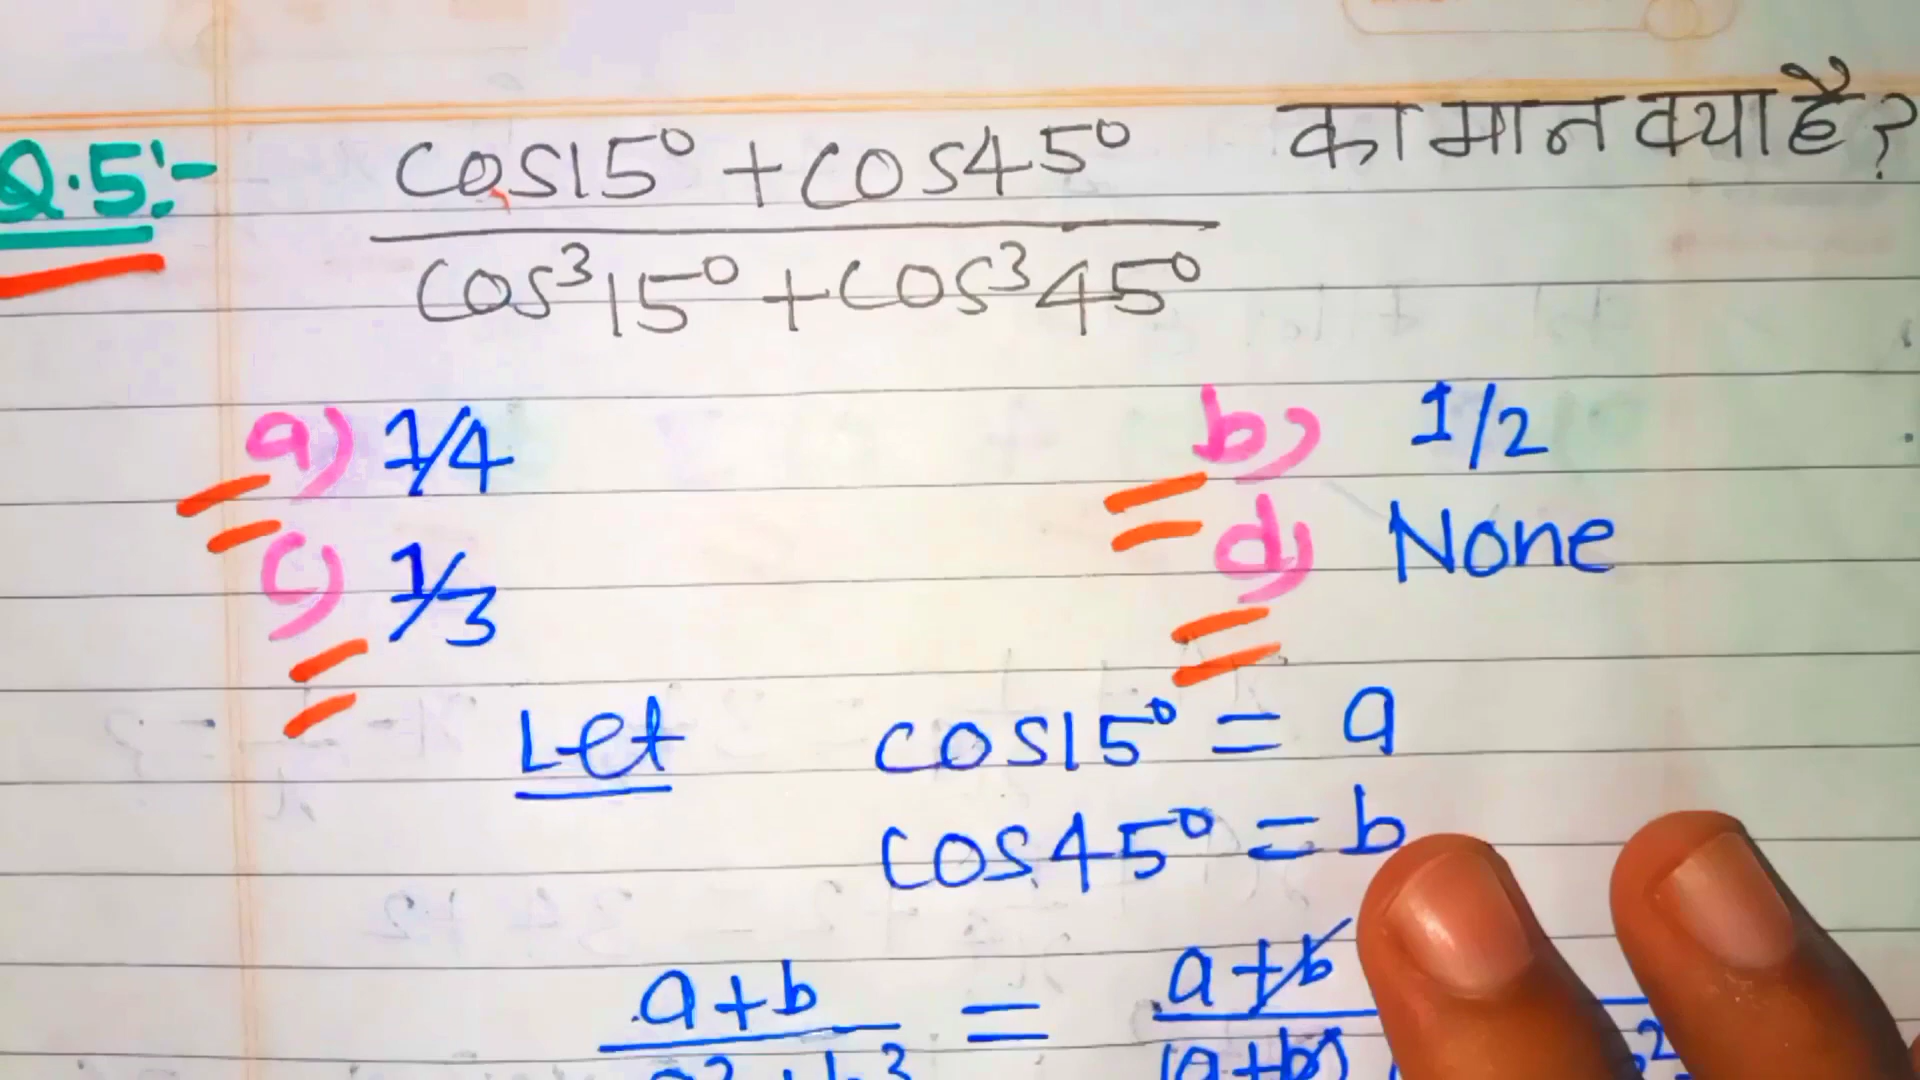 Q.5:- cos15° + cos45° का मान क्या है?
cos³15° + cos³45°
a) 1/4 b) 1/2
c) 1/3 d) None
Let cos15° = a
cos45° = b
a+b = a+b
(a+b)